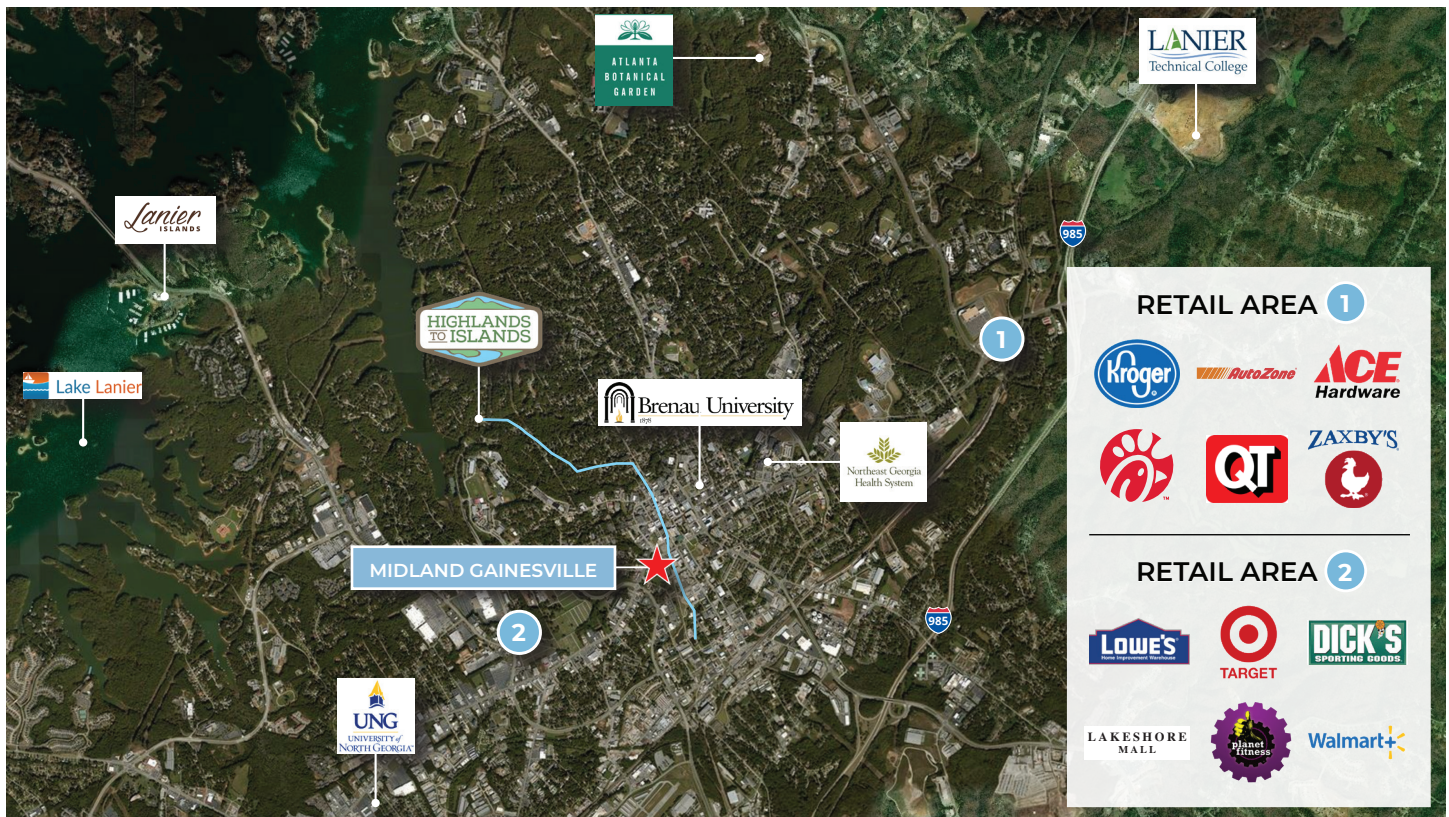 ATLANTA
BOTANICAL
GARDEN
LANIER
Technical College
Lanier
ISLANDS
985
HIGHLANDS
TO ISLANDS
Lake Lanier
1
Brenau University
1878
Northeast Georgia
Health System
MIDLAND GAINESVILLE
2
985
UNG
UNIVERSITY of
NORTH GEORGIA™
RETAIL AREA 1
Kroger
AutoZone
ACE
Hardware
QT
ZAXBY'S
RETAIL AREA 2
LOWE'S
Home Improvement Warehouse
TARGET
DICK'S
SPORTING GOODS
LAKESHORE
MALL
planet
fitness
Walmart+